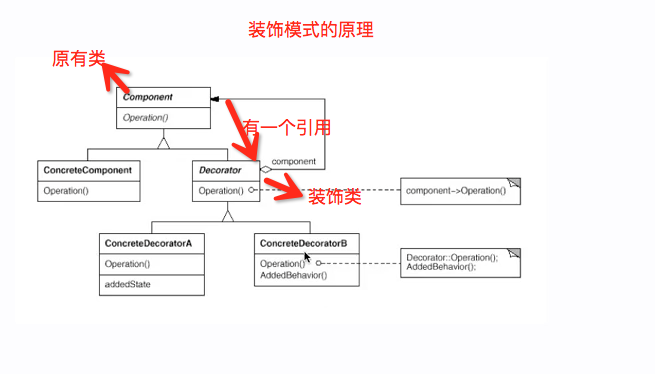 装饰模式的原理
原有类
Component
Operation()
有一个引用
component
ConcreteComponent
Operation()
Decorator
Operation()
装饰类
component->Operation()
ConcreteDecoratorA
Operation()
addedState
ConcreteDecoratorB
Operation()
AddedBehavior()
Decorator::Operation();
AddedBehavior();